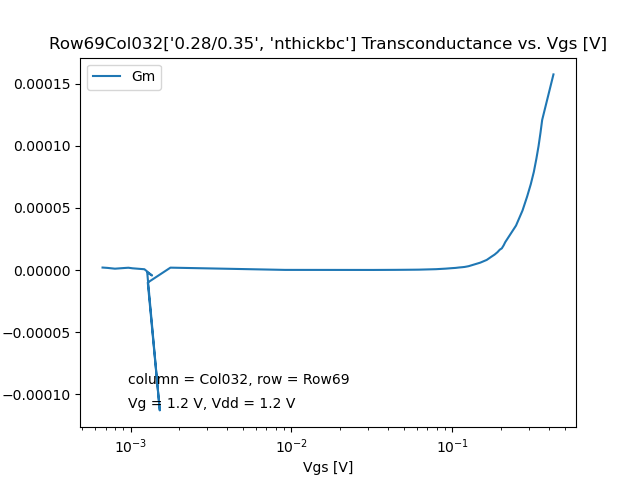 Row69Col032['0.28/0.35', 'nthickbc'] Transconductance vs. Vgs [V]
Gm
0.00015
0.00010
0.00005
0.00000
−0.00005
−0.00010
column = Col032, row = Row69
Vg = 1.2 V, Vdd = 1.2 V
10⁻³ 10⁻² 10⁻¹
Vgs [V]